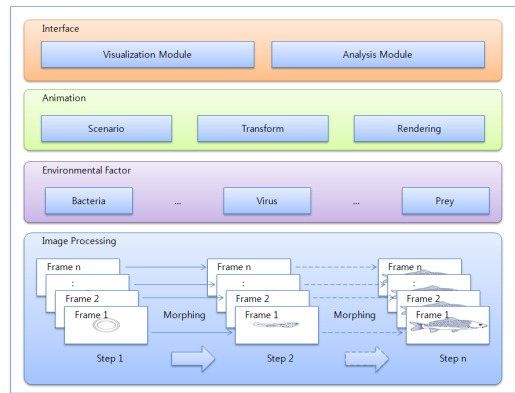 Interface
Visualization Module
Analysis Module
Animation
Scenario
Transform
Rendering
Environmental Factor
Bacteria
...
Virus
...
Prey
Image Processing
Frame n
Frame n
Frame n
:
:
:
Frame 2
Frame 2
Frame 2
Frame 1
Morphing
Frame 1
Morphing
Frame 1
Step 1
Step 2
Step n